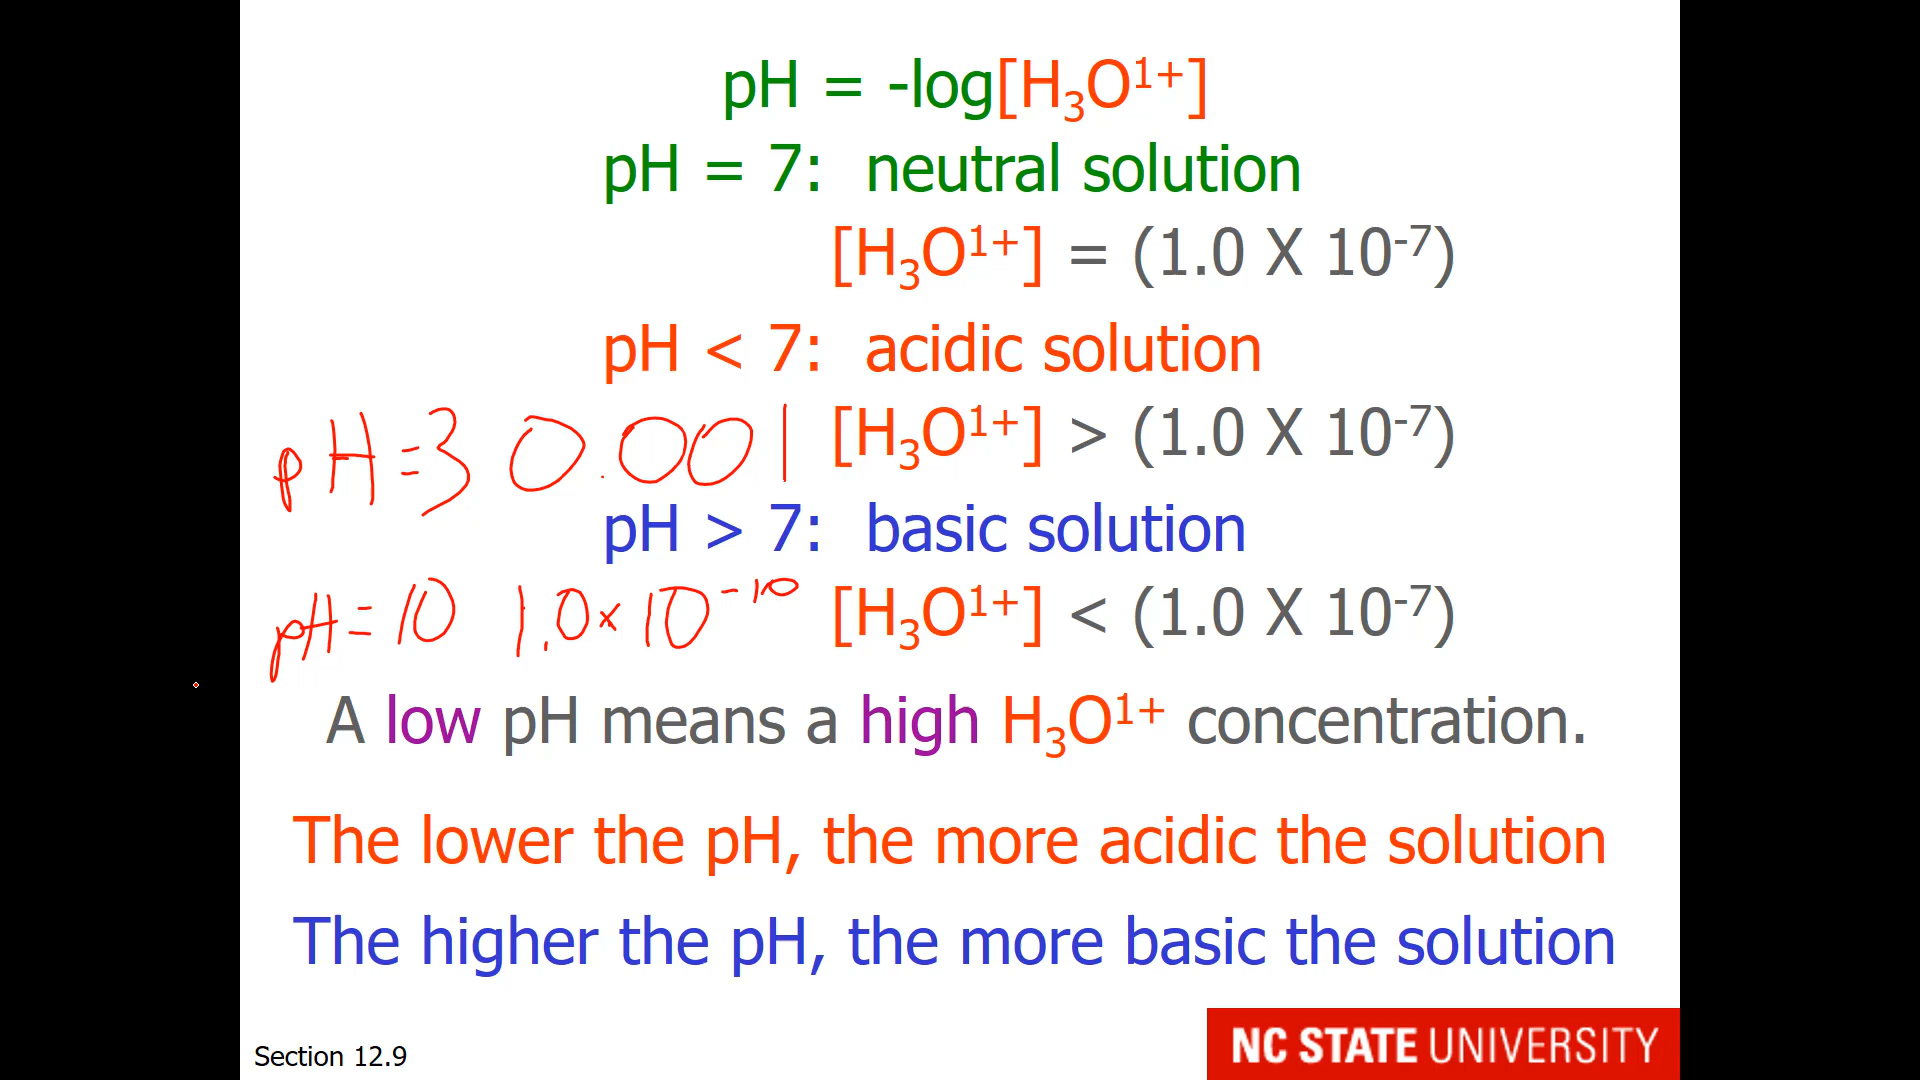 pH = -log[H₃O¹⁺]
pH = 7: neutral solution
[H₃O¹⁺] = (1.0 X 10⁻⁷)
pH < 7: acidic solution
pH=3 0.001 [H₃O¹⁺] > (1.0 X 10⁻⁷)
pH > 7: basic solution
pH=10 1.0×10⁻¹⁰ [H₃O¹⁺] < (1.0 X 10⁻⁷)
A low pH means a high H₃O¹⁺ concentration.
The lower the pH, the more acidic the solution
The higher the pH, the more basic the solution
Section 12.9
NC STATE UNIVERSITY